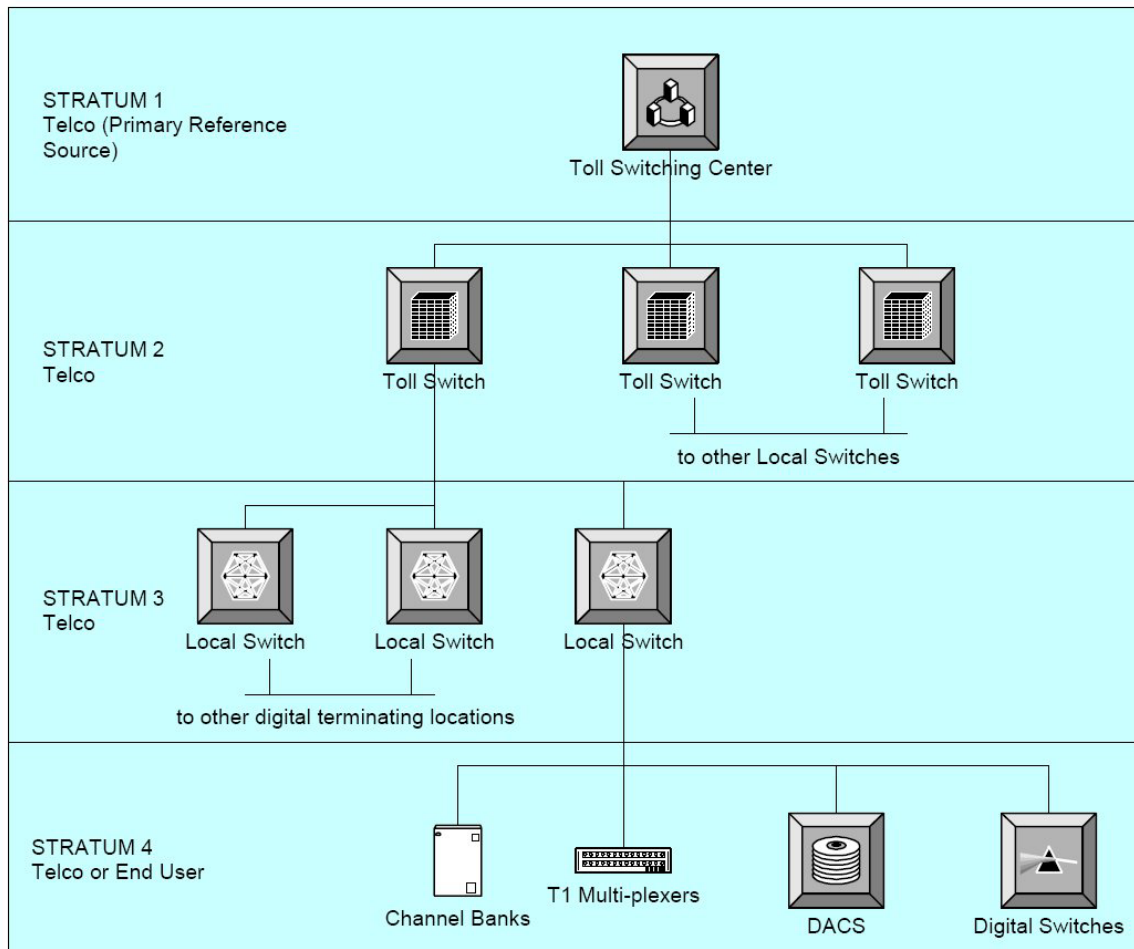 STRATUM 1
Telco (Primary Reference
Source)
Toll Switching Center
STRATUM 2
Telco
Toll Switch
Toll Switch
Toll Switch
to other Local Switches
STRATUM 3
Telco
Local Switch
Local Switch
Local Switch
to other digital terminating locations
STRATUM 4
Telco or End User
Channel Banks
T1 Multi-plexers
DACS
Digital Switches